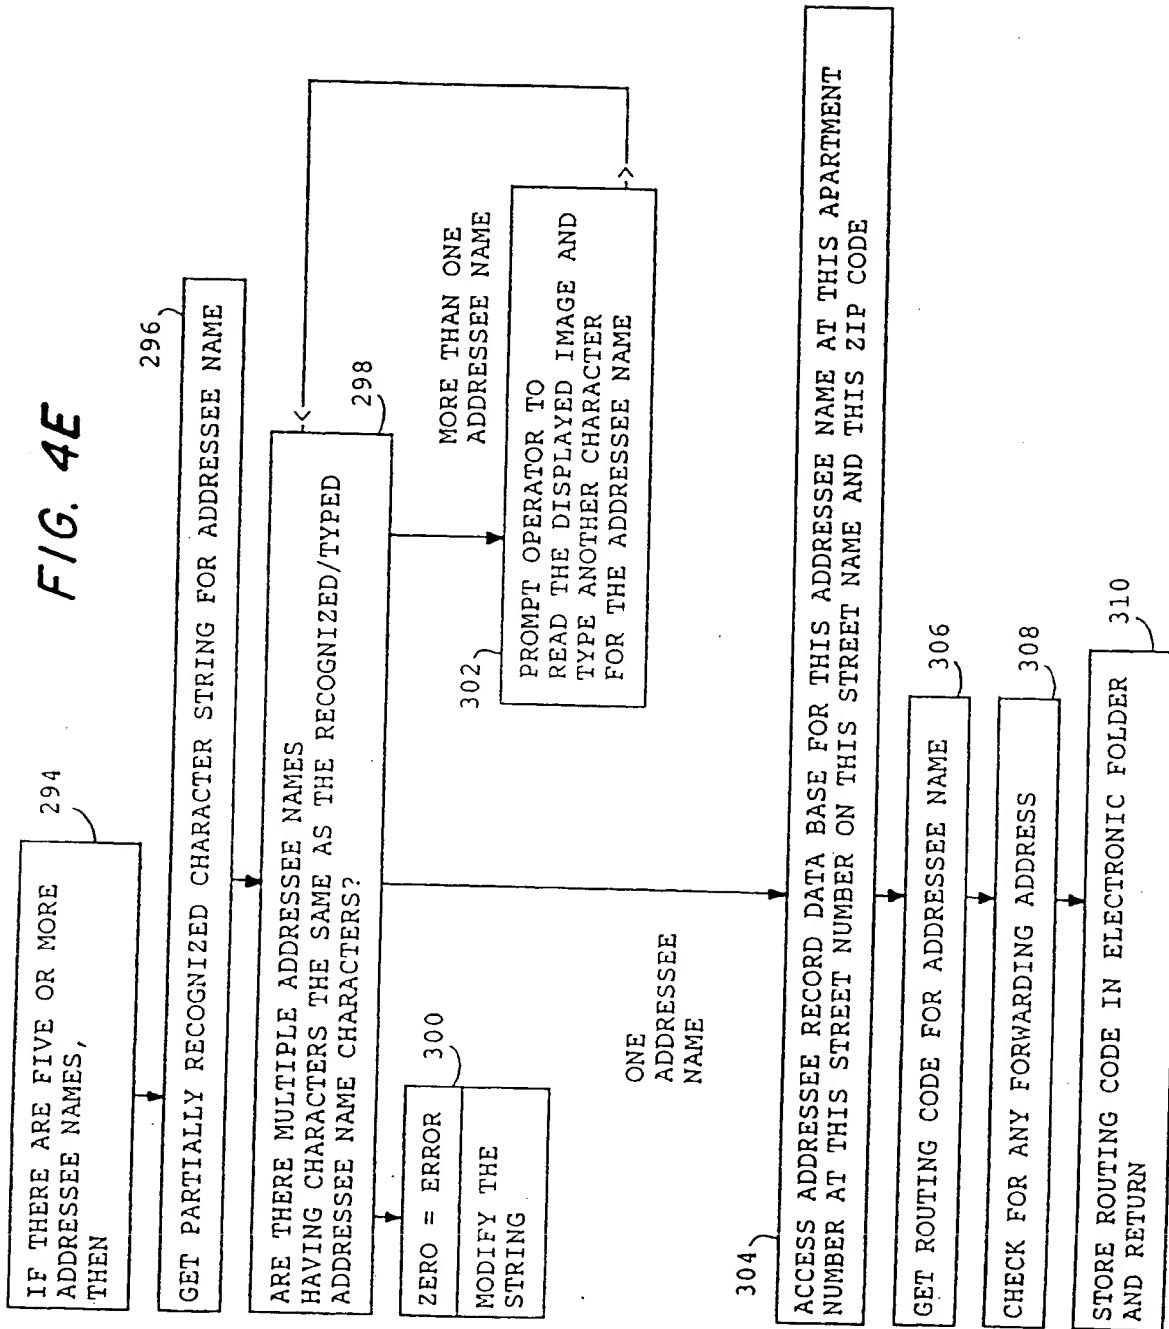 FIG. 4E
294
IF THERE ARE FIVE OR MORE
ADDRESSEE NAMES,
THEN
296
GET PARTIALLY RECOGNIZED CHARACTER STRING FOR ADDRESSEE NAME
298
ARE THERE MULTIPLE ADDRESSEE NAMES
HAVING CHARACTERS THE SAME AS THE RECOGNIZED/TYPED
ADDRESSEE NAME CHARACTERS?
300
ZERO = ERROR
MODIFY THE
STRING
MORE THAN ONE
ADDRESSEE NAME
302
PROMPT OPERATOR TO
READ THE DISPLAYED IMAGE AND
TYPE ANOTHER CHARACTER
FOR THE ADDRESSEE NAME
ONE
ADDRESSEE
NAME
304
ACCESS ADDRESSEE RECORD DATA BASE FOR THIS ADDRESSEE NAME AT THIS APARTMENT
NUMBER AT THIS STREET NUMBER ON THIS STREET NAME AND THIS ZIP CODE
306
GET ROUTING CODE FOR ADDRESSEE NAME
308
CHECK FOR ANY FORWARDING ADDRESS
310
STORE ROUTING CODE IN ELECTRONIC FOLDER
AND RETURN